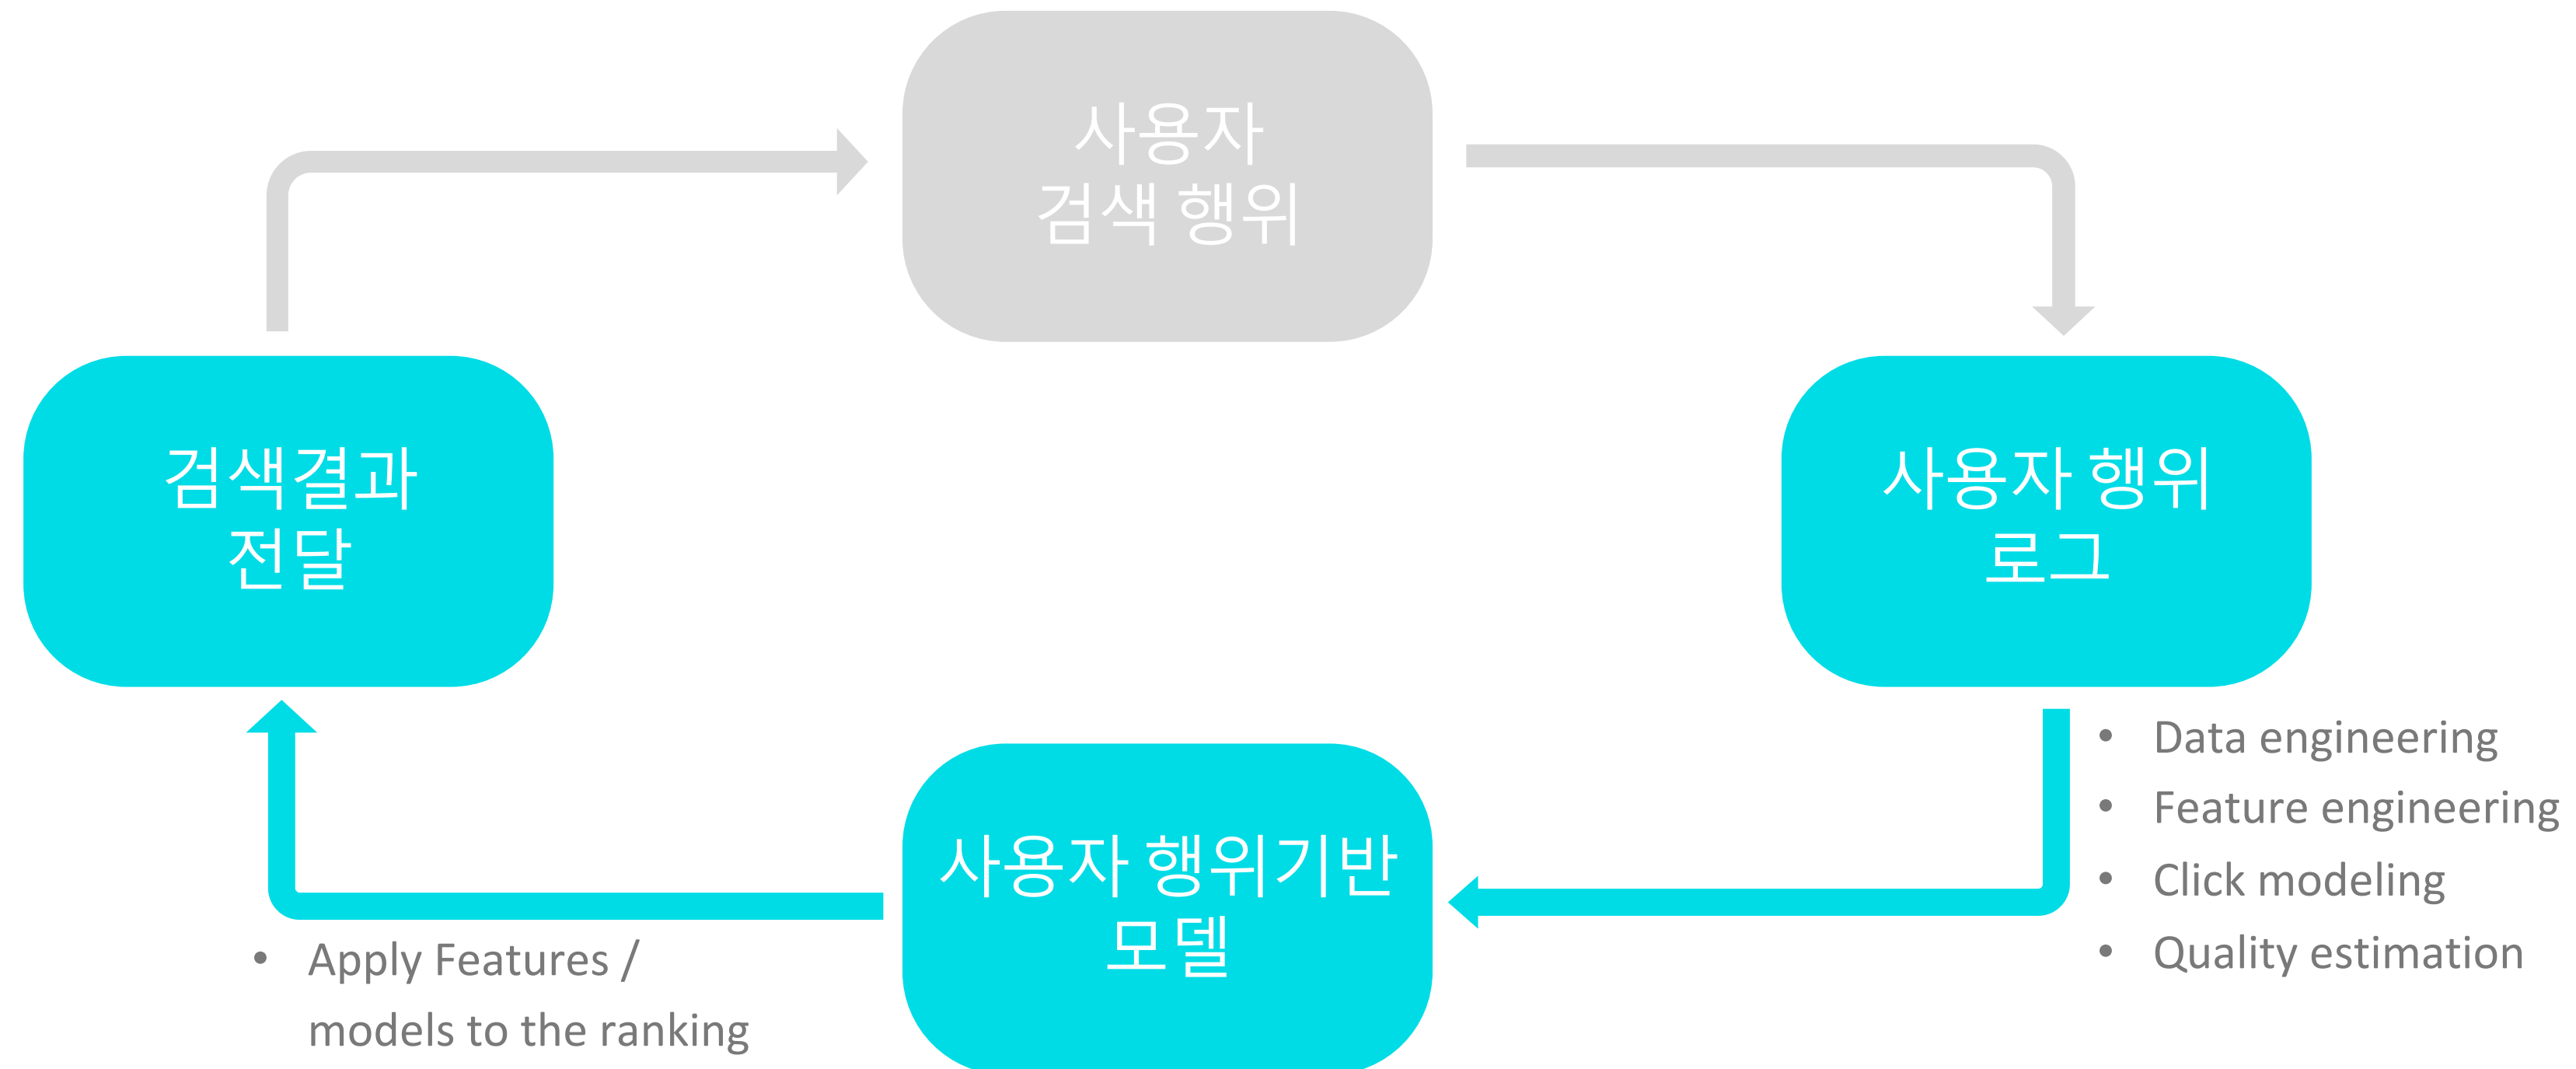 사용자
검색 행위
검색결과
전달
사용자 행위
로그
• Data engineering
• Feature engineering
• Click modeling
• Quality estimation
사용자 행위기반
모델
• Apply Features /
models to the ranking